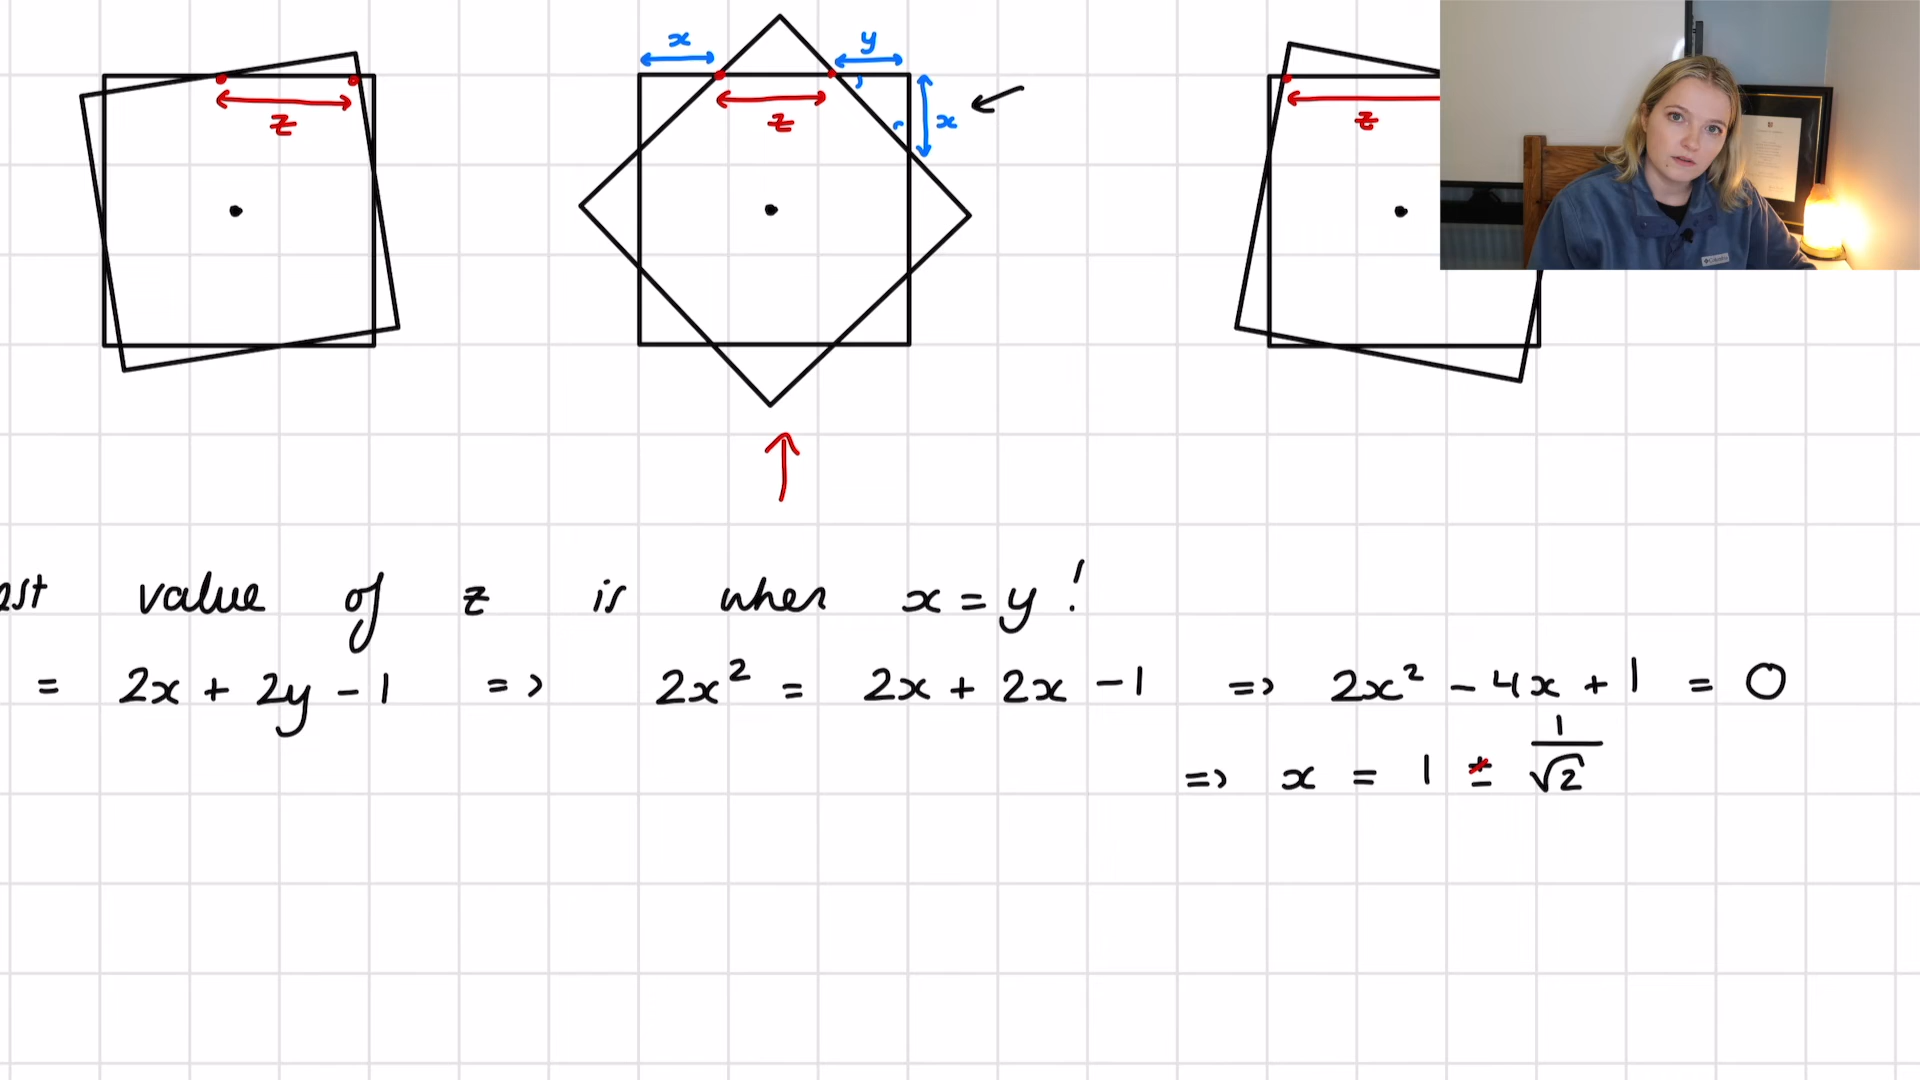 x y
z z x z
value of z is when x = y!
= 2x + 2y - 1 => 2x² = 2x + 2x - 1 => 2x² - 4x + 1 = 0
=> x = 1 ± 1/√2